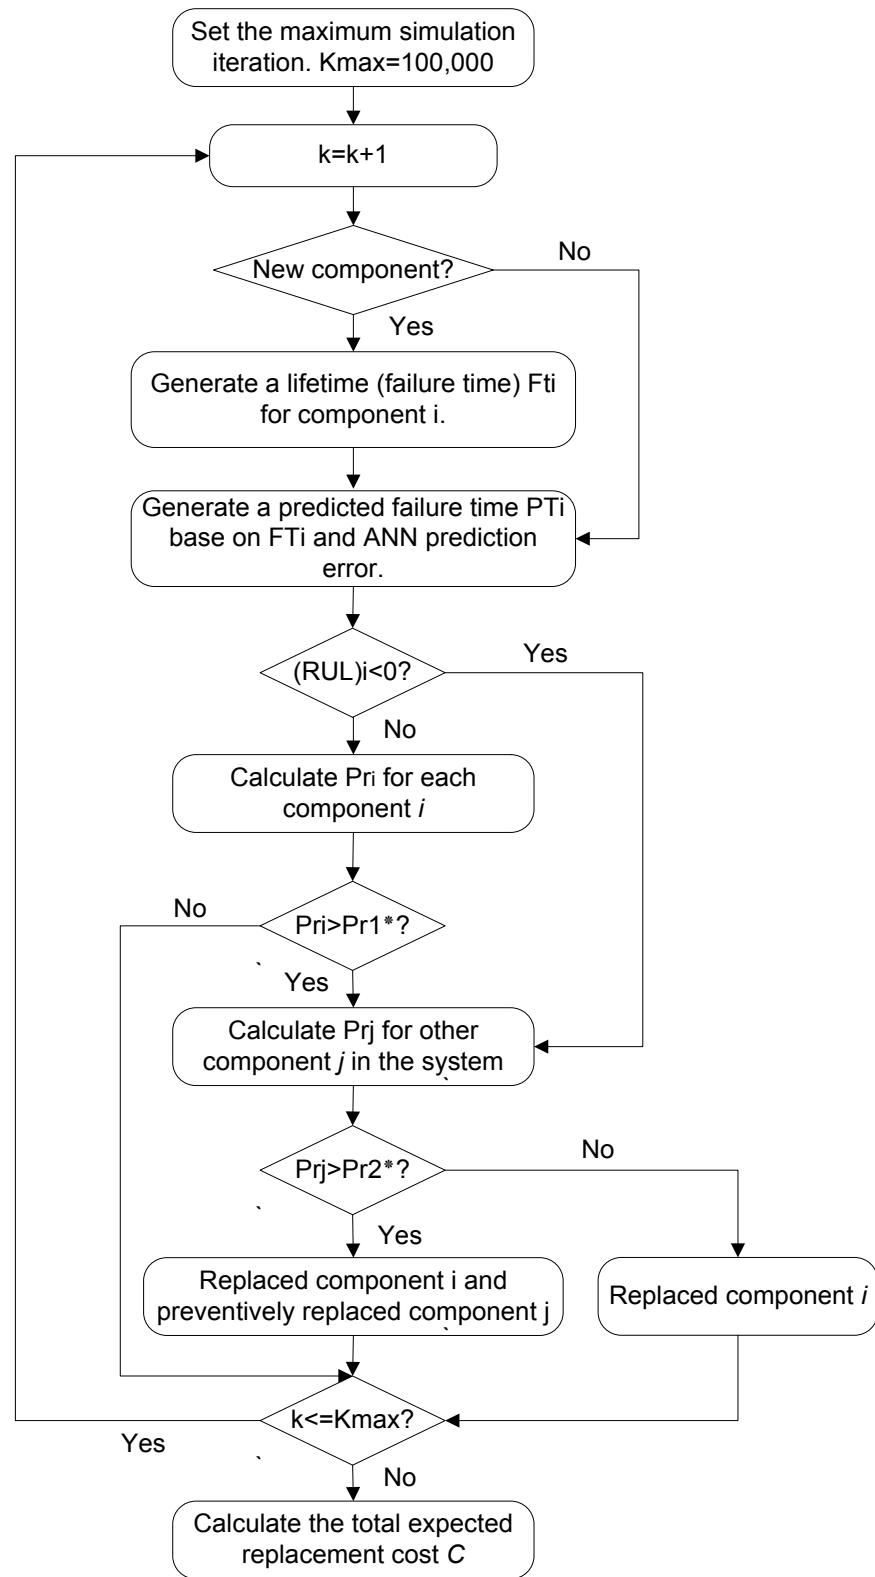 Set the maximum simulation
iteration. Kmax=100,000
k=k+1
New component?
No
Yes
Generate a lifetime (failure time) Fti
for component i.
Generate a predicted failure time PTi
base on FTi and ANN prediction
error.
(RUL)i<0?
Yes
No
Calculate Pri for each
component i
Pri>Pr1*?
No
Yes
Calculate Prj for other
component j in the system
Prj>Pr2*?
No
Yes
Replaced component i and
preventively replaced component j
Replaced component i
k<=Kmax?
Yes
No
Calculate the total expected
replacement cost C